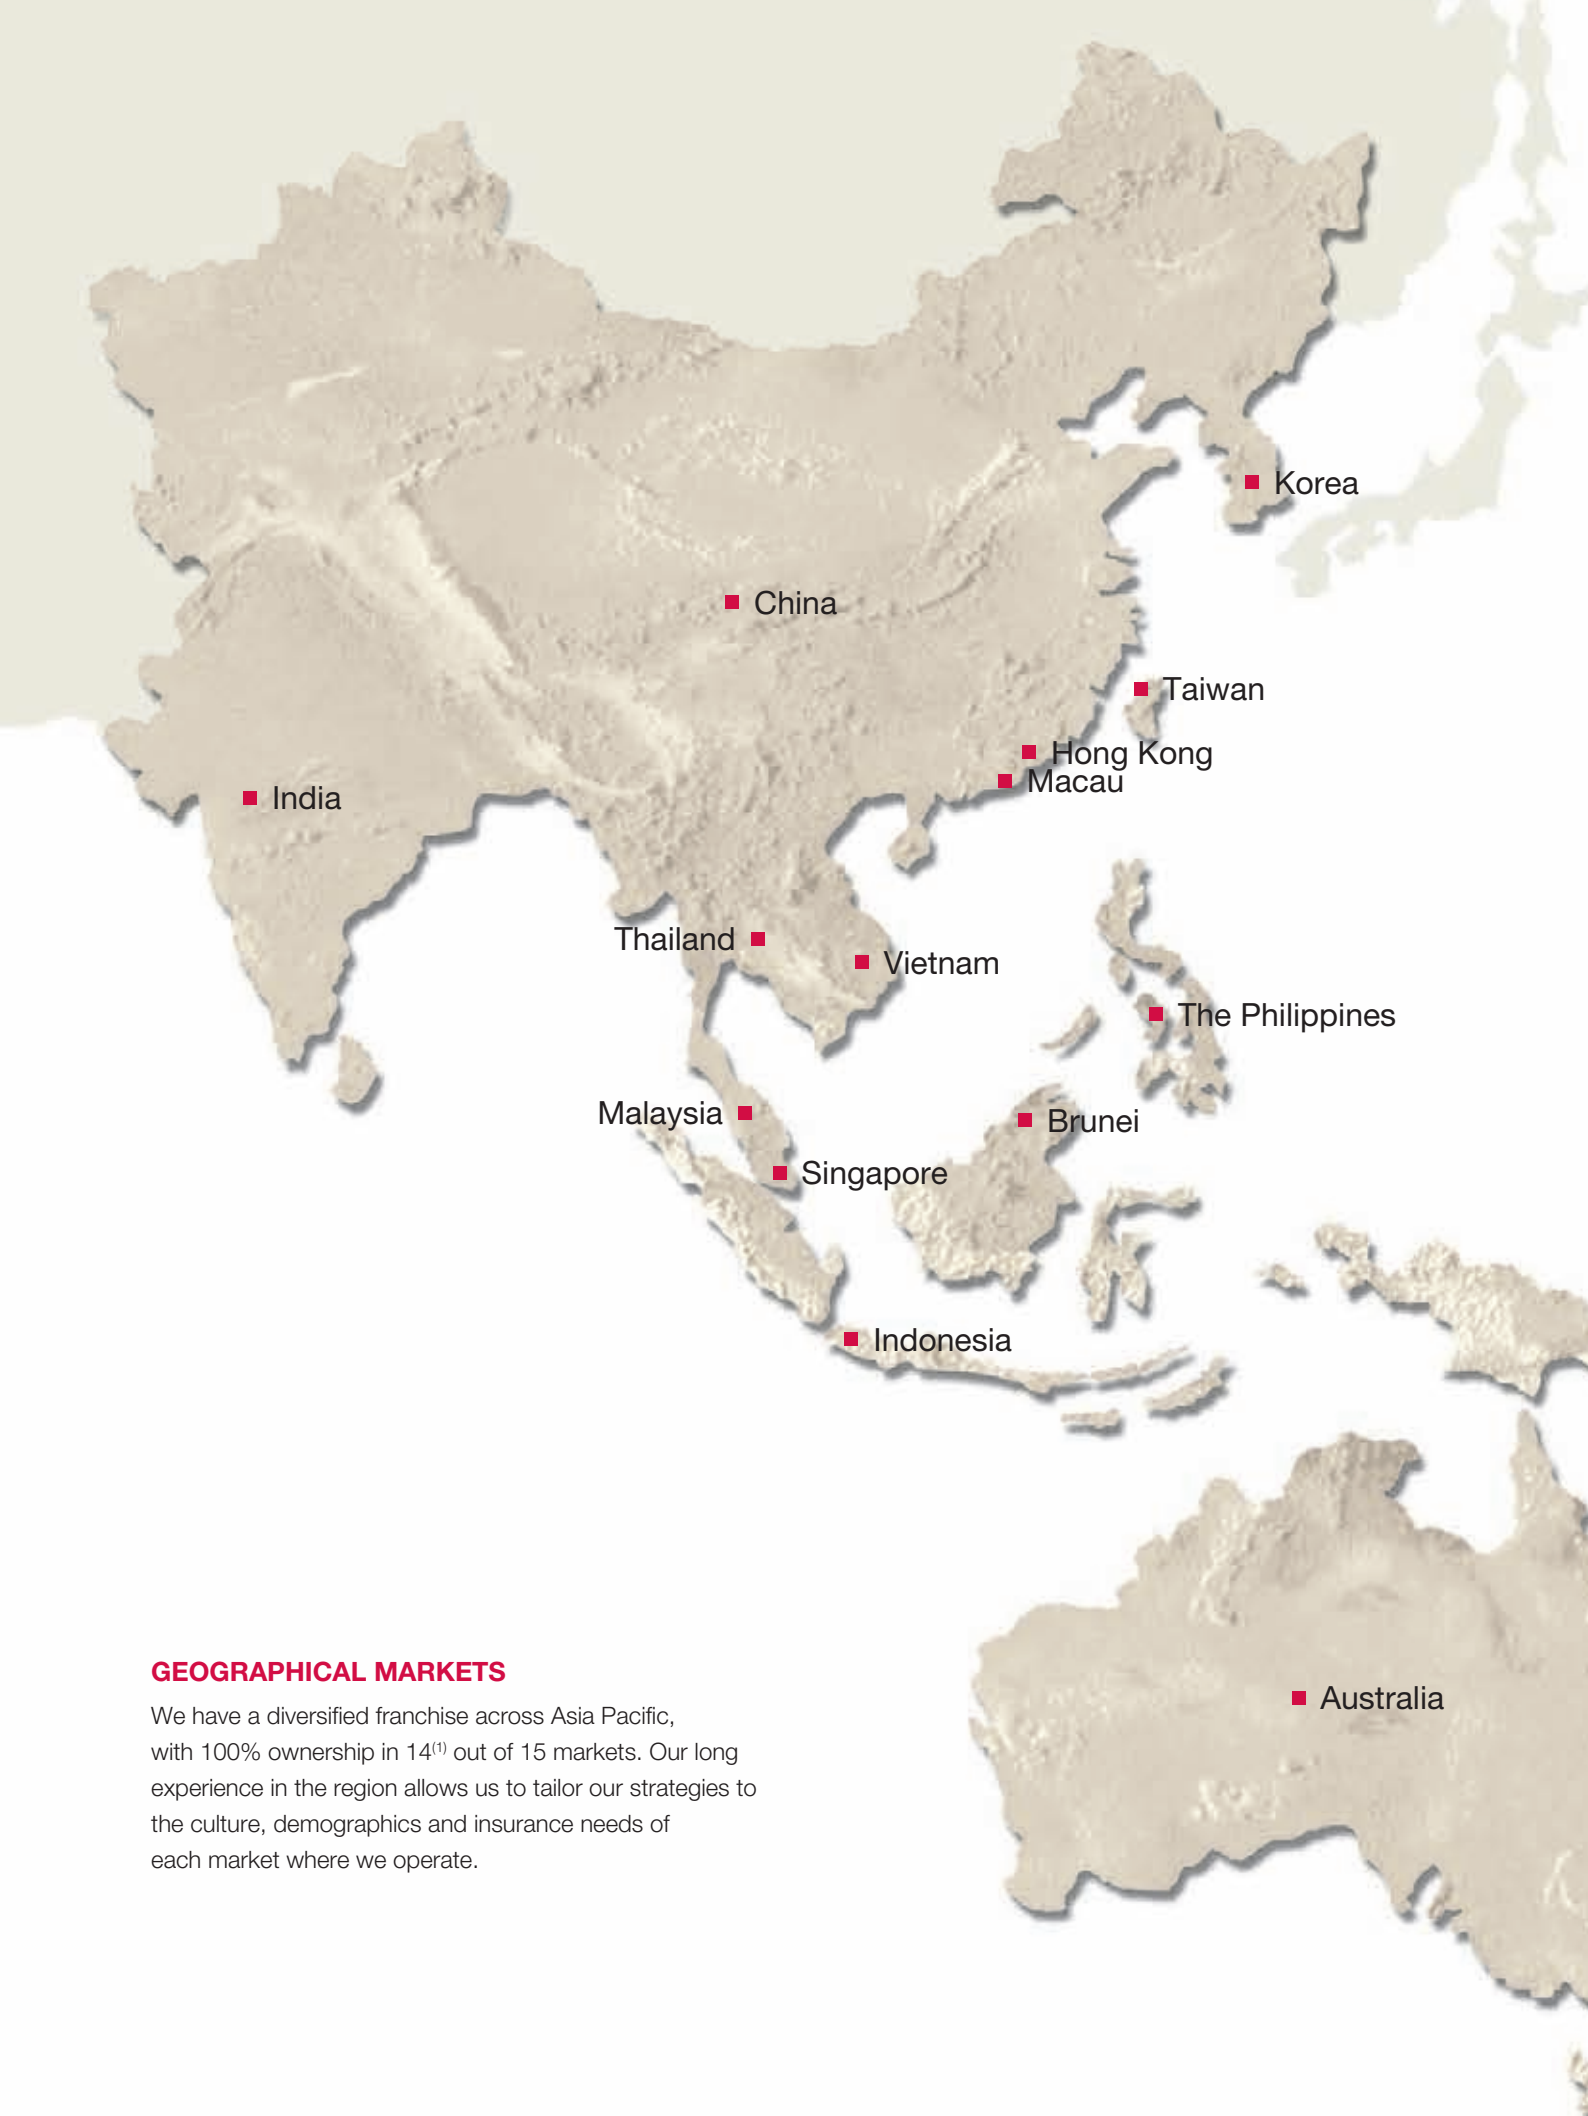 Korea
China
Taiwan
Hong Kong
Macau
India
Thailand
Vietnam
The Philippines
Malaysia
Brunei
Singapore
Indonesia
Australia
GEOGRAPHICAL MARKETS
We have a diversified franchise across Asia Pacific,
with 100% ownership in 14(1) out of 15 markets. Our long
experience in the region allows us to tailor our strategies to
the culture, demographics and insurance needs of
each market where we operate.